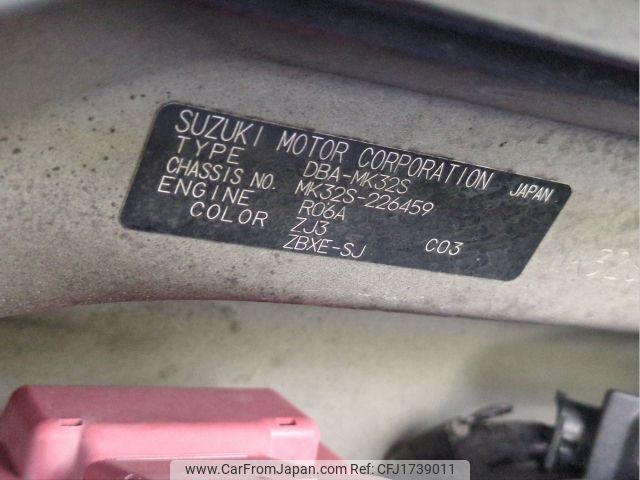 SUZUKI MOTOR CORPORATION JAPAN
TYPE DBA-MK32S
CHASSIS NO. MK32S-226459
ENGINE R06A
COLOR ZJ3
ZBXE-SJ C03
www.CarFromJapan.com Ref:CFJ1739011